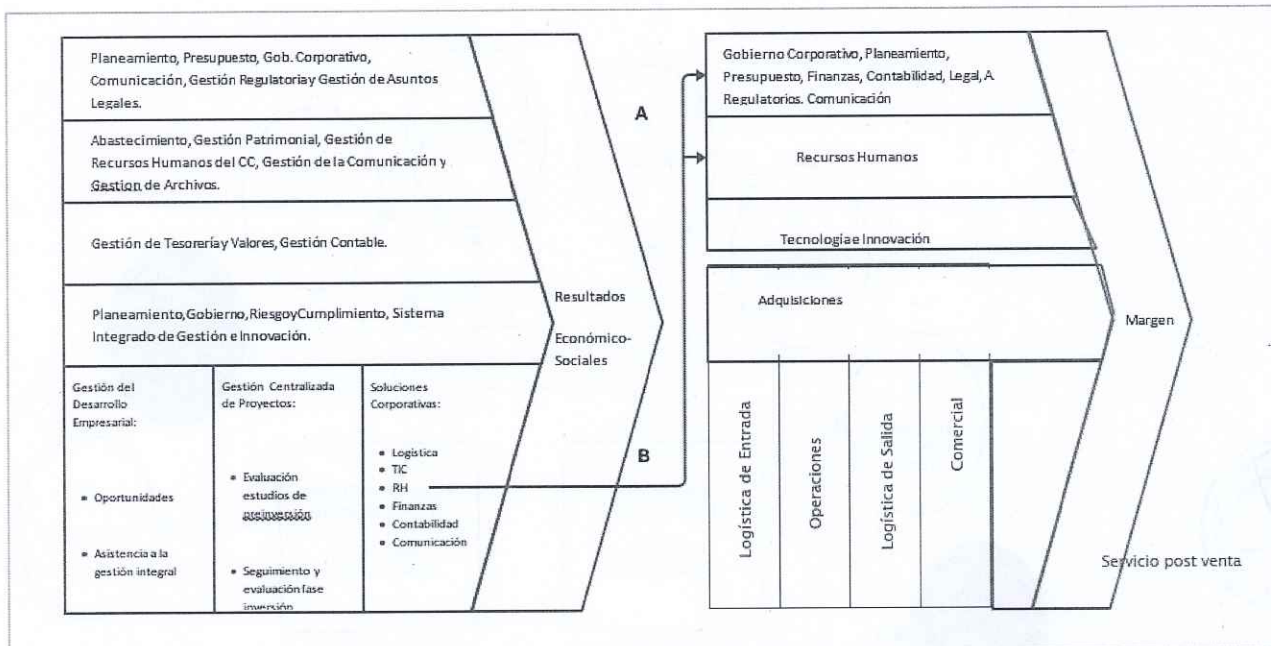 Planeamiento, Presupuesto, Gob. Corporativo,
Comunicación, Gestión Regulatoria y Gestión de Asuntos
Legales.
Abastecimiento, Gestión Patrimonial, Gestión de
Recursos Humanos del CC, Gestión de la Comunicación y
Gestion de Archivos.
Gestión de Tesorería y Valores, Gestión Contable.
Planeamiento, Gobierno, Riesgo y Cumplimiento, Sistema
Integrado de Gestión e Innovación.
Gestión del
Desarrollo
Empresarial:
• Oportunidades
• Asistencia a la
gestión integral
Gestión Centralizada
de Proyectos:
• Evaluación
estudios de
preinversión
• Seguimiento y
evaluación fase
inversión
Soluciones
Corporativas:
• Logística
• TIC
• RH
• Finanzas
• Contabilidad
• Comunicación
Resultados
Económico-
Sociales
A
B
Gobierno Corporativo, Planeamiento,
Presupuesto, Finanzas, Contabilidad, Legal, A
Regulatorios. Comunicación
Recursos Humanos
Tecnología e Innovación
Adquisiciones
Logística de Entrada
Operaciones
Logística de Salida
Comercial
Servicio post venta
Margen